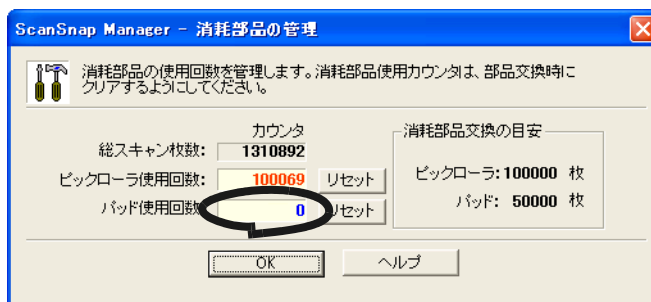 ScanSnap Manager - 消耗部品の管理
消耗部品の使用回数を管理します。消耗部品使用カウンタは、部品交換時に
クリアするようにしてください。
カウンタ
総スキャン枚数: 1310892
ピックローラ使用回数: 100069 リセット
パッド使用回数 0 リセット
消耗部品交換の目安
ピックローラ: 100000 枚
パッド: 50000 枚
OK ヘルプ